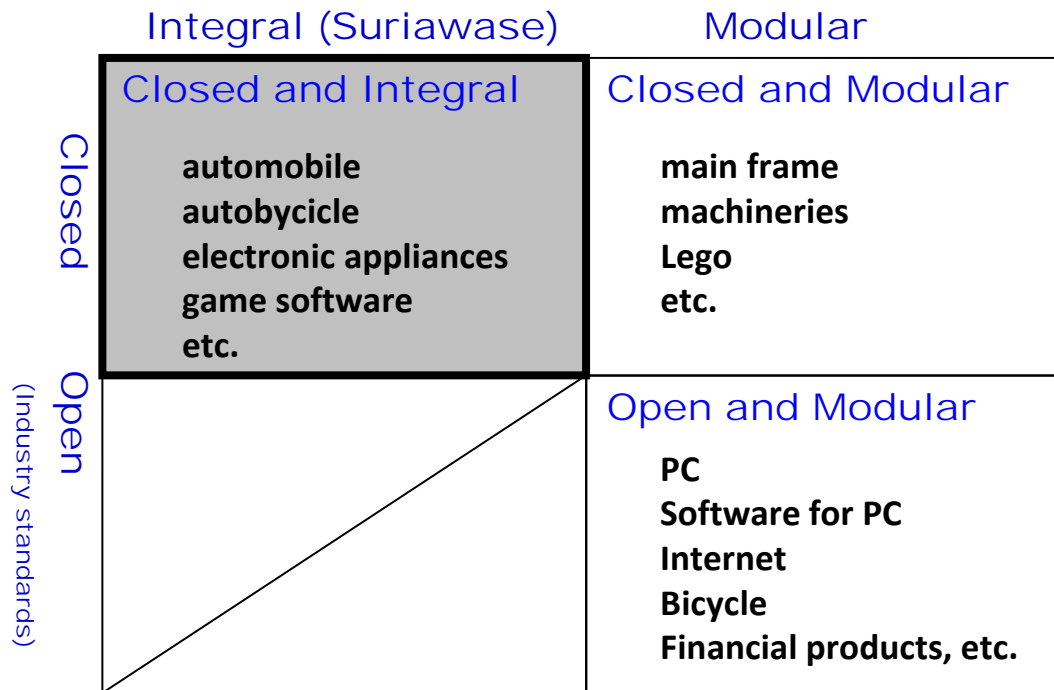 Integral (Suriawase)
Modular
Closed
Closed and Integral
automobile
autobycicle
electronic appliances
game software
etc.
Closed and Modular
main frame
machineries
Lego
etc.
Open
(Industry standards)
Open and Modular
PC
Software for PC
Internet
Bicycle
Financial products, etc.